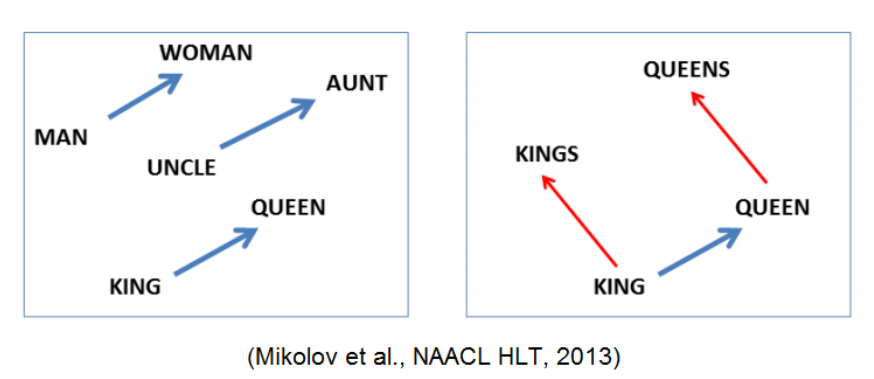 WOMAN
AUNT
MAN
UNCLE
QUEEN
KING
QUEENS
KINGS
QUEEN
KING
(Mikolov et al., NAACL HLT, 2013)